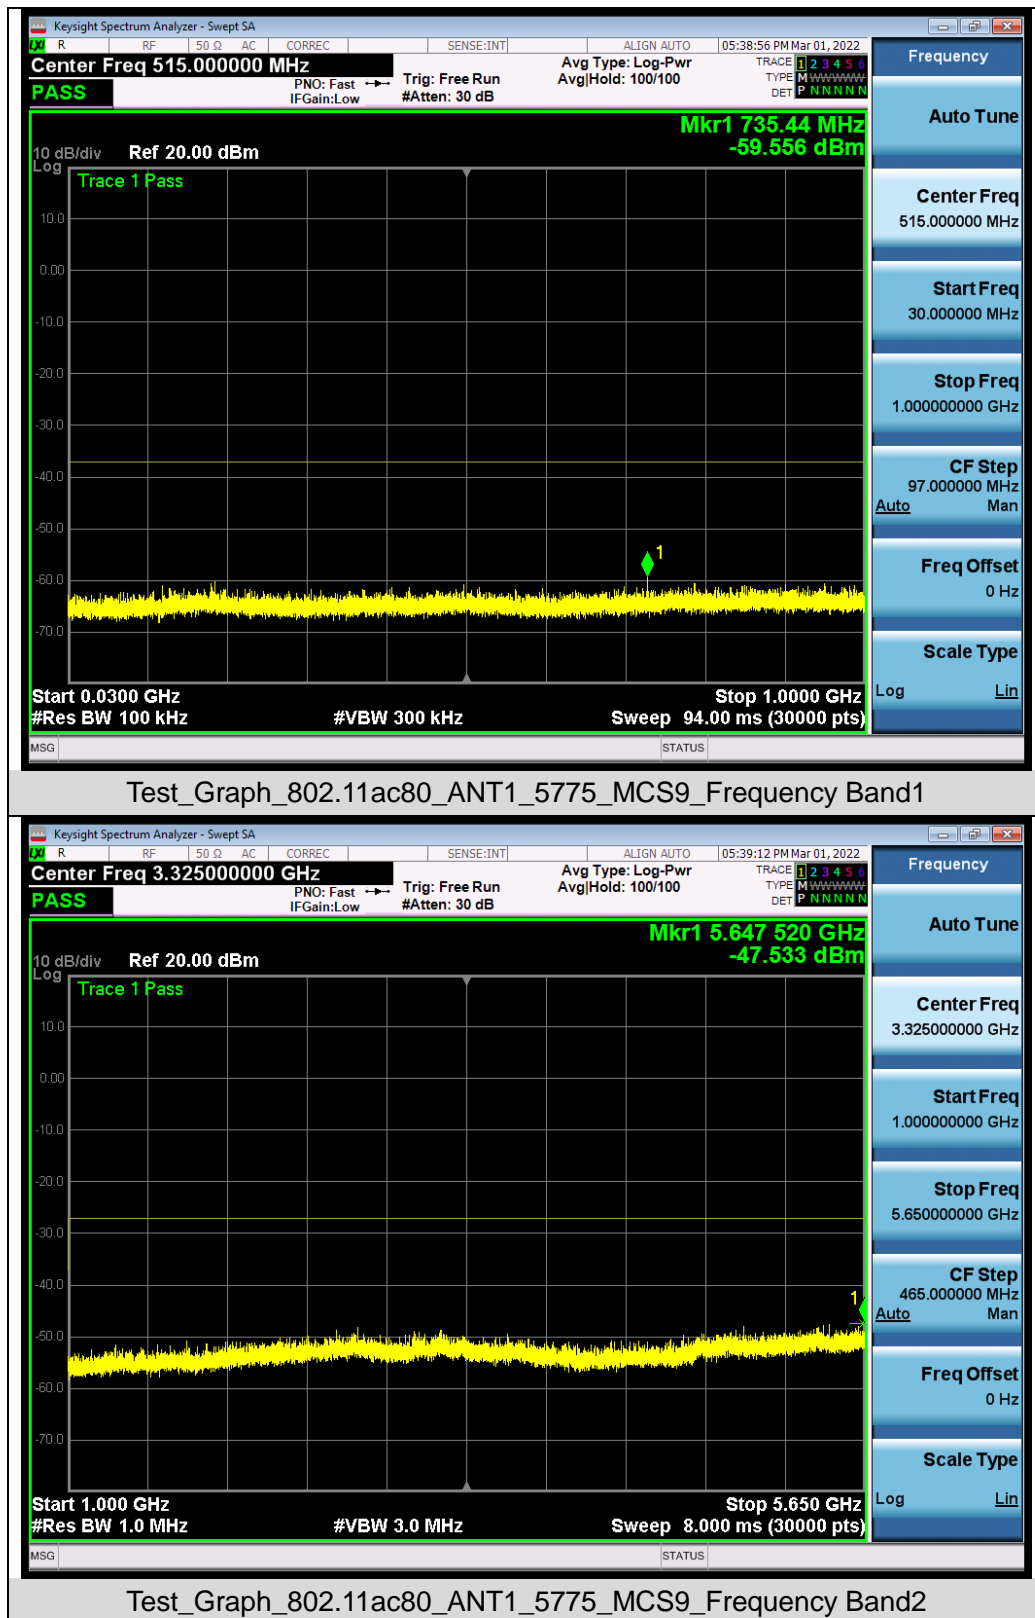 Keysight Spectrum Analyzer - Swept SA
LXI R RF 50 Ω AC CORREC SENSE:INT ALIGN AUTO 05:38:56 PM Mar 01, 2022
Center Freq 515.000000 MHz
PASS
PNO: Fast
IFGain:Low
Trig: Free Run
#Atten: 30 dB
Avg Type: Log-Pwr
Avg|Hold: 100/100
TRACE 1 2 3 4 5 6
TYPE M WWWWW
DET P N N N N N
Frequency
Auto Tune
Center Freq
515.000000 MHz
Start Freq
30.000000 MHz
Stop Freq
1.000000000 GHz
CF Step
97.000000 MHz
Auto Man
Freq Offset
0 Hz
Scale Type
Log Lin
Mkr1 735.44 MHz
-59.556 dBm
10 dB/div Ref 20.00 dBm
Log
Trace 1 Pass
10.0
0.00
-10.0
-20.0
-30.0
-40.0
-50.0
1
-60.0
-70.0
Start 0.0300 GHz Stop 1.0000 GHz
#Res BW 100 kHz #VBW 300 kHz Sweep 94.00 ms (30000 pts)
MSG STATUS
Test_Graph_802.11ac80_ANT1_5775_MCS9_Frequency Band1
Keysight Spectrum Analyzer - Swept SA
LXI R RF 50 Ω AC CORREC SENSE:INT ALIGN AUTO 05:39:12 PM Mar 01, 2022
Center Freq 3.325000000 GHz
PASS
PNO: Fast
IFGain:Low
Trig: Free Run
#Atten: 30 dB
Avg Type: Log-Pwr
Avg|Hold: 100/100
TRACE 1 2 3 4 5 6
TYPE M WWWWW
DET P N N N N N
Frequency
Auto Tune
Center Freq
3.325000000 GHz
Start Freq
1.000000000 GHz
Stop Freq
5.650000000 GHz
CF Step
465.000000 MHz
Auto Man
Freq Offset
0 Hz
Scale Type
Log Lin
Mkr1 5.647 520 GHz
-47.533 dBm
10 dB/div Ref 20.00 dBm
Log
Trace 1 Pass
10.0
0.00
-10.0
-20.0
-30.0
-40.0
1
-50.0
-60.0
-70.0
Start 1.000 GHz Stop 5.650 GHz
#Res BW 1.0 MHz #VBW 3.0 MHz Sweep 8.000 ms (30000 pts)
MSG STATUS
Test_Graph_802.11ac80_ANT1_5775_MCS9_Frequency Band2